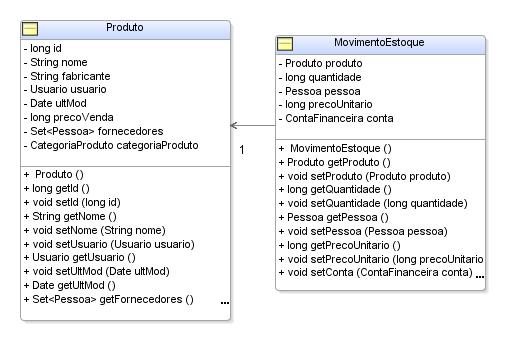 Produto
- long id
- String nome
- String fabricante
- Usuario usuario
- Date ultMod
- long precoVenda
- Set<Pessoa> fornecedores
- CategoriaProduto categoriaProduto
+ Produto ()
+ long getId ()
+ void setId (long id)
+ String getNome ()
+ void setNome (String nome)
+ void setUsuario (Usuario usuario)
+ Usuario getUsuario ()
+ void setUltMod (Date ultMod)
+ Date getUltMod ()
+ Set<Pessoa> getFornecedores () ...
1
MovimentoEstoque
- Produto produto
- long quantidade
- Pessoa pessoa
- long precoUnitario
- ContaFinanceira conta
+ MovimentoEstoque ()
+ Produto getProduto ()
+ void setProduto (Produto produto)
+ long getQuantidade ()
+ void setQuantidade (long quantidade)
+ Pessoa getPessoa ()
+ void setPessoa (Pessoa pessoa)
+ long getPrecoUnitario ()
+ void setPrecoUnitario (long precoUnitario
+ void setConta (ContaFinanceira conta) ...